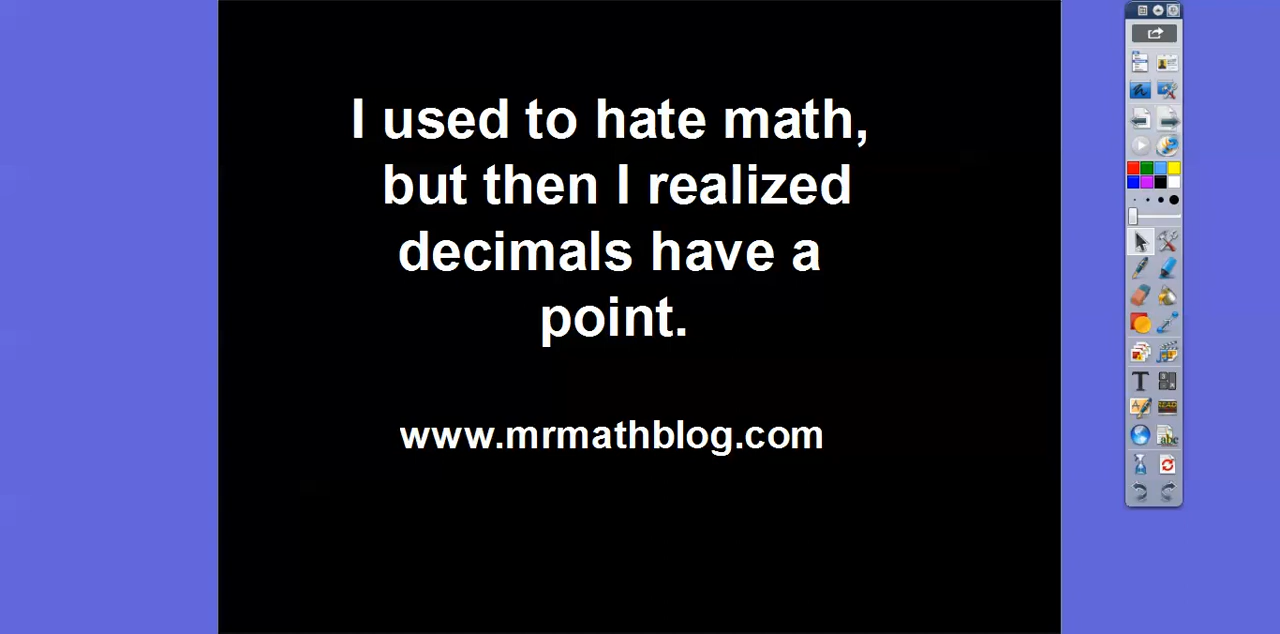 I used to hate math,
but then I realized
decimals have a
point.
www.mrmathblog.com